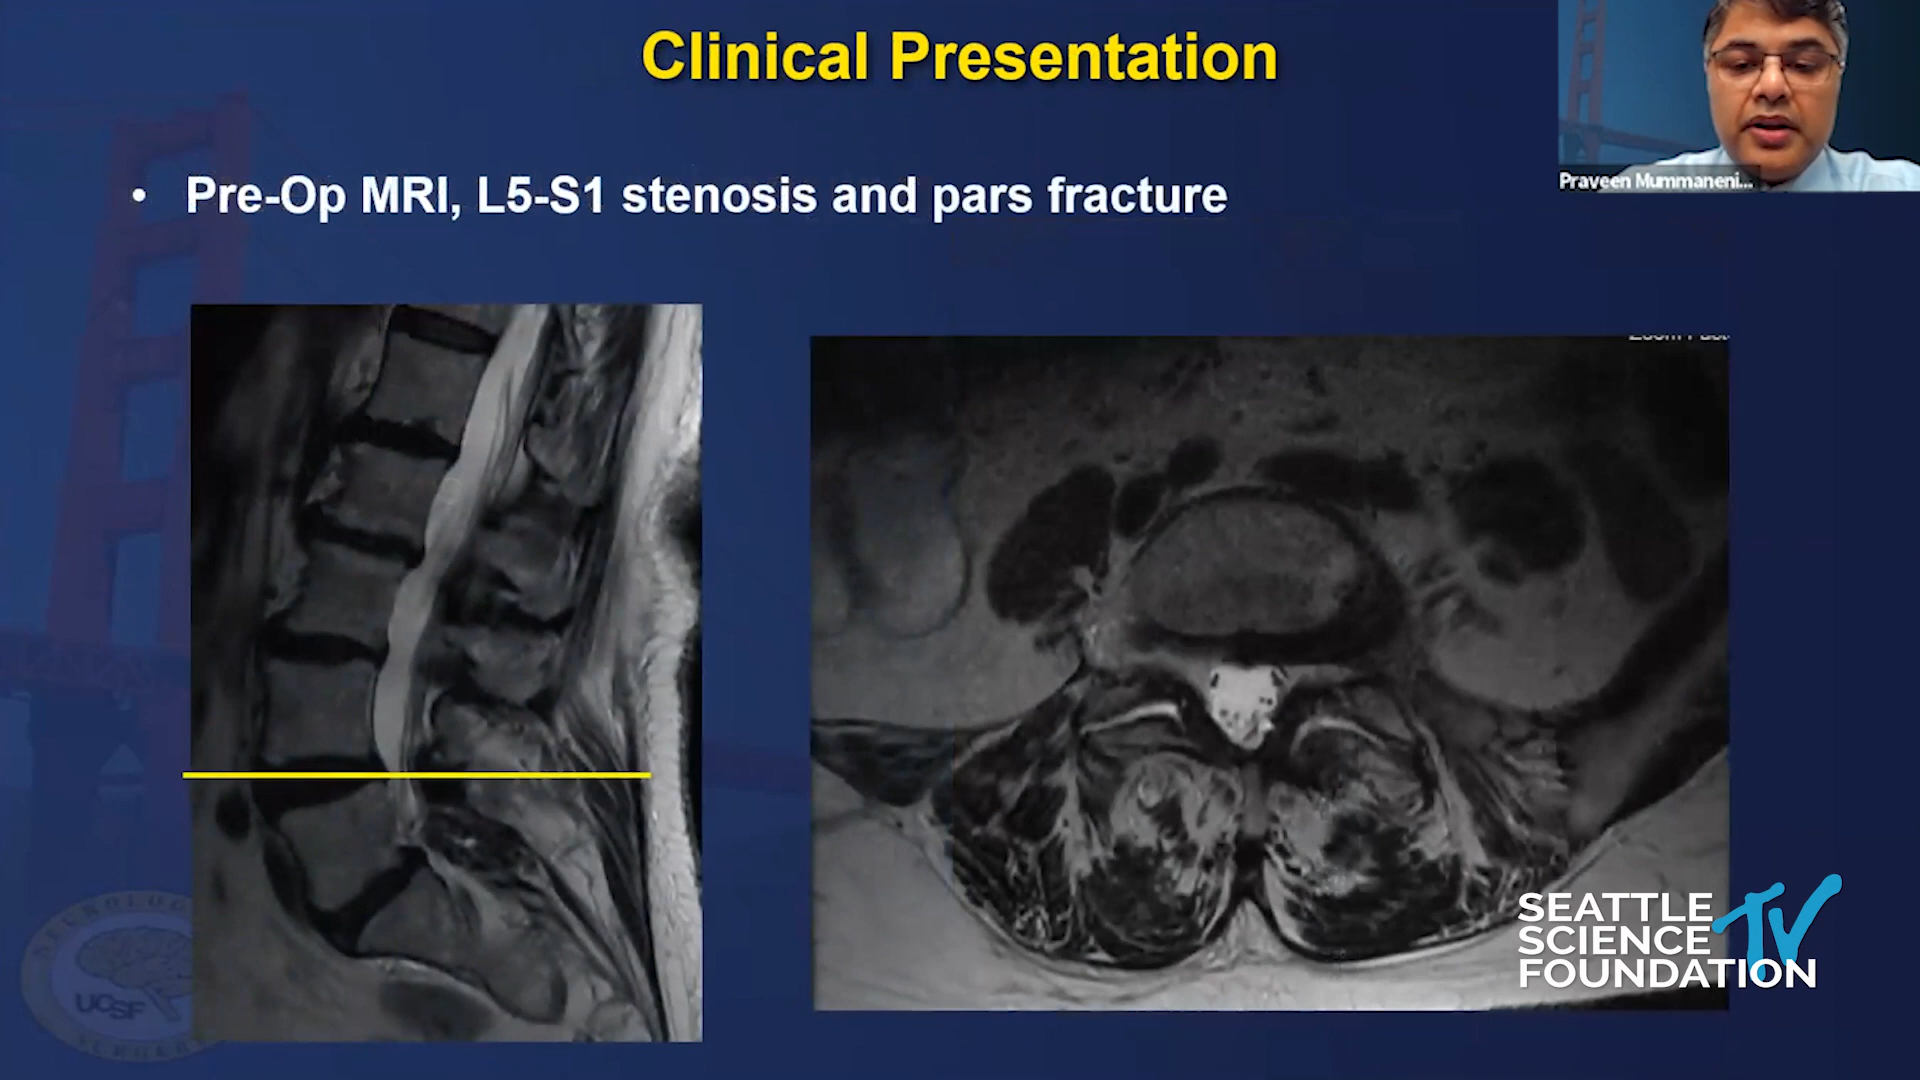 Clinical Presentation
• Pre-Op MRI, L5-S1 stenosis and pars fracture
Praveen Mummaneni...
SEATTLE
SCIENCE TV
FOUNDATION
UCSF